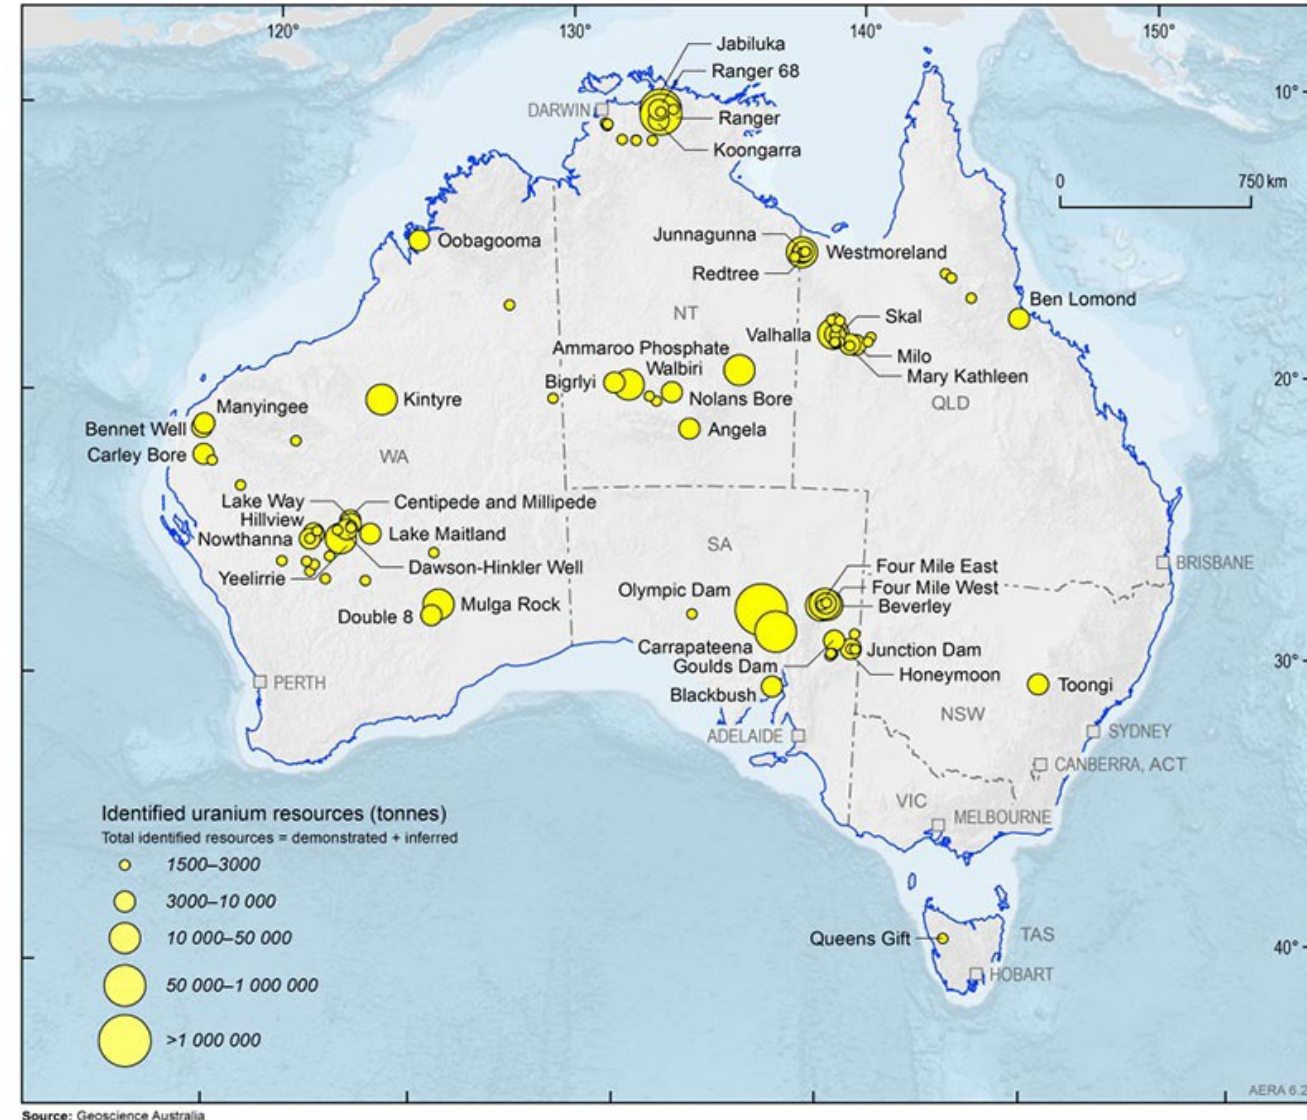 120°
130°
140°
150°
Jabiluka
Ranger 68
10°
DARWIN
Ranger
Koongarra
0 750 km
Junnagunna
Oobagooma
Westmoreland
Redtree
Ben Lomond
NT
Skal
Valhalla
Ammaroo Phosphate
Milo
Walbiri
Mary Kathleen
20°
Bigrlyi
Nolans Bore
Kintyre
QLD
Manyingee
Bennet Well
Angela
Carley Bore
WA
Lake Way
Centipede and Millipede
Hillview
Lake Maitland
Nowthanna
SA
BRISBANE
Dawson-Hinkler Well
Four Mile East
Yeelirrie
Four Mile West
Olympic Dam
Mulga Rock
Beverley
Double 8
Carrapateena
Junction Dam
30°
Goulds Dam
Honeymoon
PERTH
Toongi
Blackbush
NSW
SYDNEY
ADELAIDE
CANBERRA, ACT
VIC
MELBOURNE
Identified uranium resources (tonnes)
Total identified resources = demonstrated + inferred
1500–3000
3000–10 000
10 000–50 000
50 000–1 000 000
>1 000 000
Queens Gift
TAS
40°
HOBART
AERA 6.2
Source: Geoscience Australia